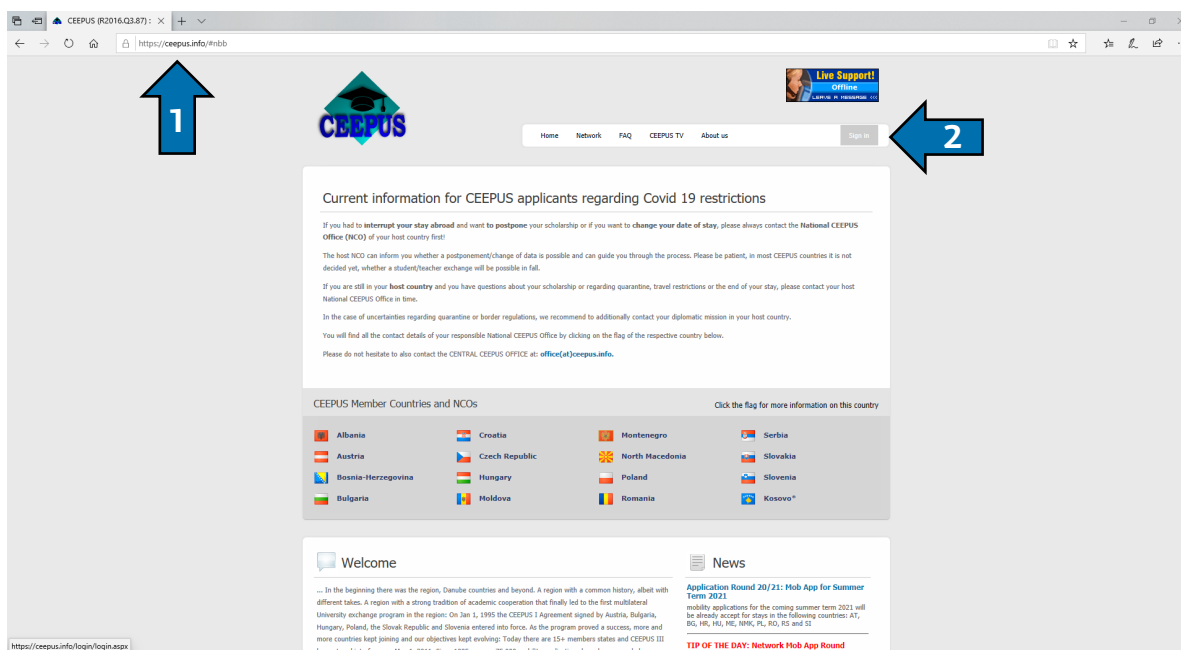 CEEPUS (R2016.Q3.87) :
https://ceepus.info/#nbb
1
CEEPUS
Live Support!
Offline
LEAVE A MESSAGE <<<
Home Network FAQ CEEPUS TV About us Sign in
2
Current information for CEEPUS applicants regarding Covid 19 restrictions
If you had to interrupt your stay abroad and want to postpone your scholarship or if you want to change your date of stay, please always contact the National CEEPUS
Office (NCO) of your host country first!
The host NCO can inform you whether a postponement/change of data is possible and can guide you through the process. Please be patient, in most CEEPUS countries it is not
decided yet, whether a student/teacher exchange will be possible in fall.
If you are still in your host country and you have questions about your scholarship or regarding quarantine, travel restrictions or the end of your stay, please contact your host
National CEEPUS Office in time.
In the case of uncertainties regarding quarantine or border regulations, we recommend to additionally contact your diplomatic mission in your host country.
You will find all the contact details of your responsible National CEEPUS Office by clicking on the flag of the respective country below.
Please do not hesitate to also contact the CENTRAL CEEPUS OFFICE at: office(at)ceepus.info.
CEEPUS Member Countries and NCOs Click the flag for more information on this country
Albania Croatia Montenegro Serbia
Austria Czech Republic North Macedonia Slovakia
Bosnia-Herzegovina Hungary Poland Slovenia
Bulgaria Moldova Romania Kosovo*
Welcome
... In the beginning there was the region, Danube countries and beyond. A region with a common history, albeit with
different takes. A region with a strong tradition of academic cooperation that finally led to the first multilateral
University exchange program in the region: On Jan 1, 1995 the CEEPUS I Agreement signed by Austria, Bulgaria,
Hungary, Poland, the Slovak Republic and Slovenia entered into force. As the program proved a success, more and
more countries kept joining and our objectives kept evolving: Today there are 15+ members states and CEEPUS III
News
Application Round 20/21: Mob App for Summer
Term 2021
mobility applications for the coming summer term 2021 will
be already accept for stays in the following countries: AT,
BG, HR, HU, ME, NMK, PL, RO, RS and SI
TIP OF THE DAY: Network Mob App Round
https://ceepus.info/login/login.aspx